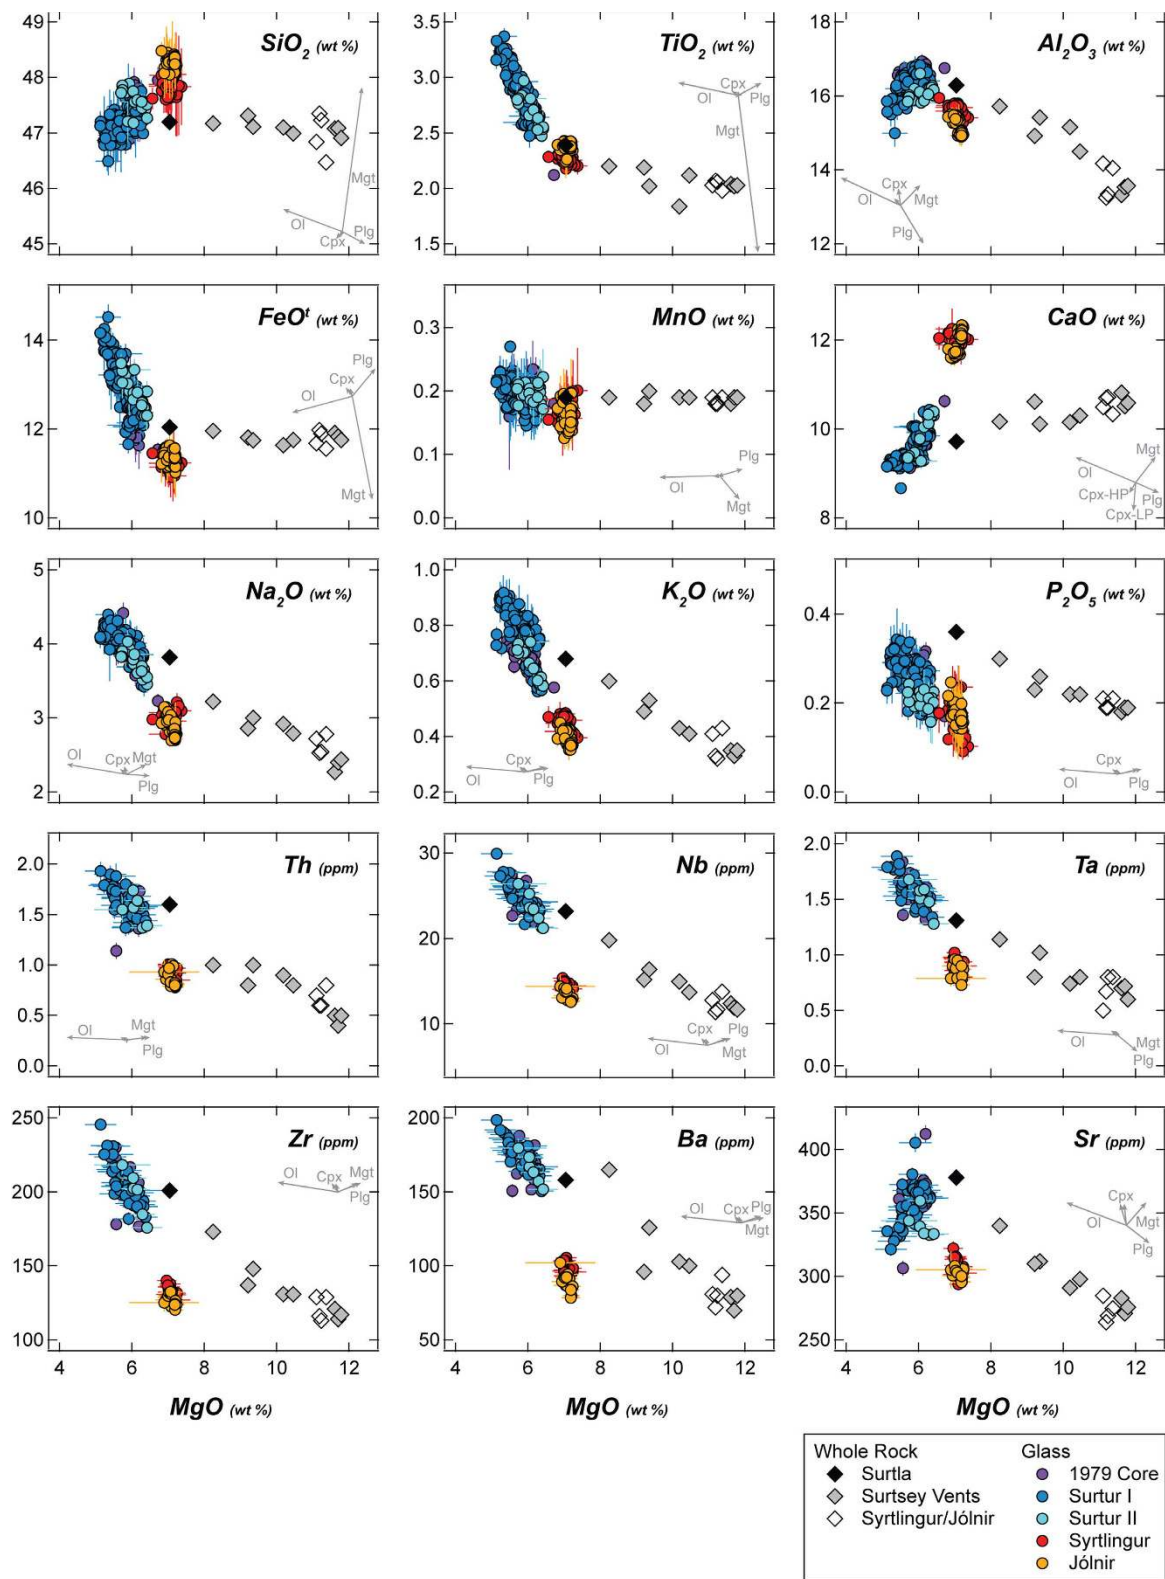 SiO2 (wt %)
49
48
47
46
45
Ol
Cpx
Plg
Mgt
TiO2 (wt %)
3.5
3.0
2.5
2.0
1.5
Ol
Cpx
Plg
Mgt
Al2O3 (wt %)
18
16
14
12
Cpx
Ol
Mgt
Plg
FeOt (wt %)
14
12
10
Plg
Cpx
Ol
Mgt
MnO (wt %)
0.3
0.2
0.1
0.0
Plg
Ol
Mgt
CaO (wt %)
12
10
8
Mgt
Ol
Cpx-HP
Plg
Cpx-LP
Na2O (wt %)
5
4
3
2
Cpx
Mgt
Ol
Plg
K2O (wt %)
1.0
0.8
0.6
0.4
0.2
Cpx
Ol
Plg
P2O5 (wt %)
0.4
0.2
0.0
Cpx
Ol
Plg
Th (ppm)
2.0
1.5
1.0
0.5
0.0
Ol
Mgt
Plg
Nb (ppm)
30
20
10
Cpx
Plg
Ol
Mgt
Ta (ppm)
2.0
1.5
1.0
0.5
0.0
Ol
Mgt
Plg
Zr (ppm)
250
200
150
100
Ol
Cpx
Mgt
Plg
Ba (ppm)
200
150
100
50
Ol
Cpx
Plg
Mgt
Sr (ppm)
400
350
300
250
Cpx
Ol
Mgt
Plg
4 6 8 10 12
4 6 8 10 12
4 6 8 10 12
MgO (wt %)
MgO (wt %)
MgO (wt %)
Whole Rock
Surtla
Surtsey Vents
Syrtlingur/Jólnir
Glass
1979 Core
Surtur I
Surtur II
Syrtlingur
Jólnir